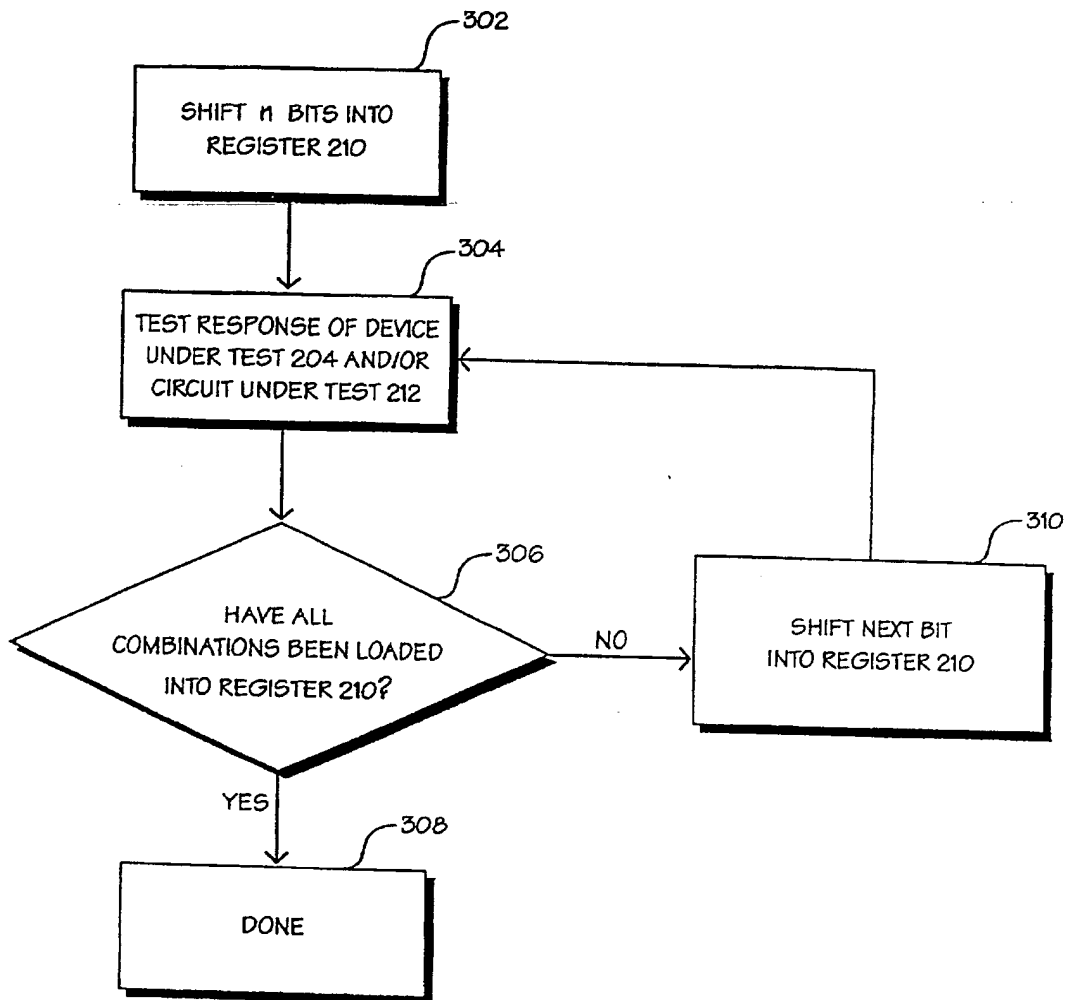 302
SHIFT n BITS INTO
REGISTER 210
304
TEST RESPONSE OF DEVICE
UNDER TEST 204 AND/OR
CIRCUIT UNDER TEST 212
306
HAVE ALL
COMBINATIONS BEEN LOADED
INTO REGISTER 210?
NO
310
SHIFT NEXT BIT
INTO REGISTER 210
YES
308
DONE